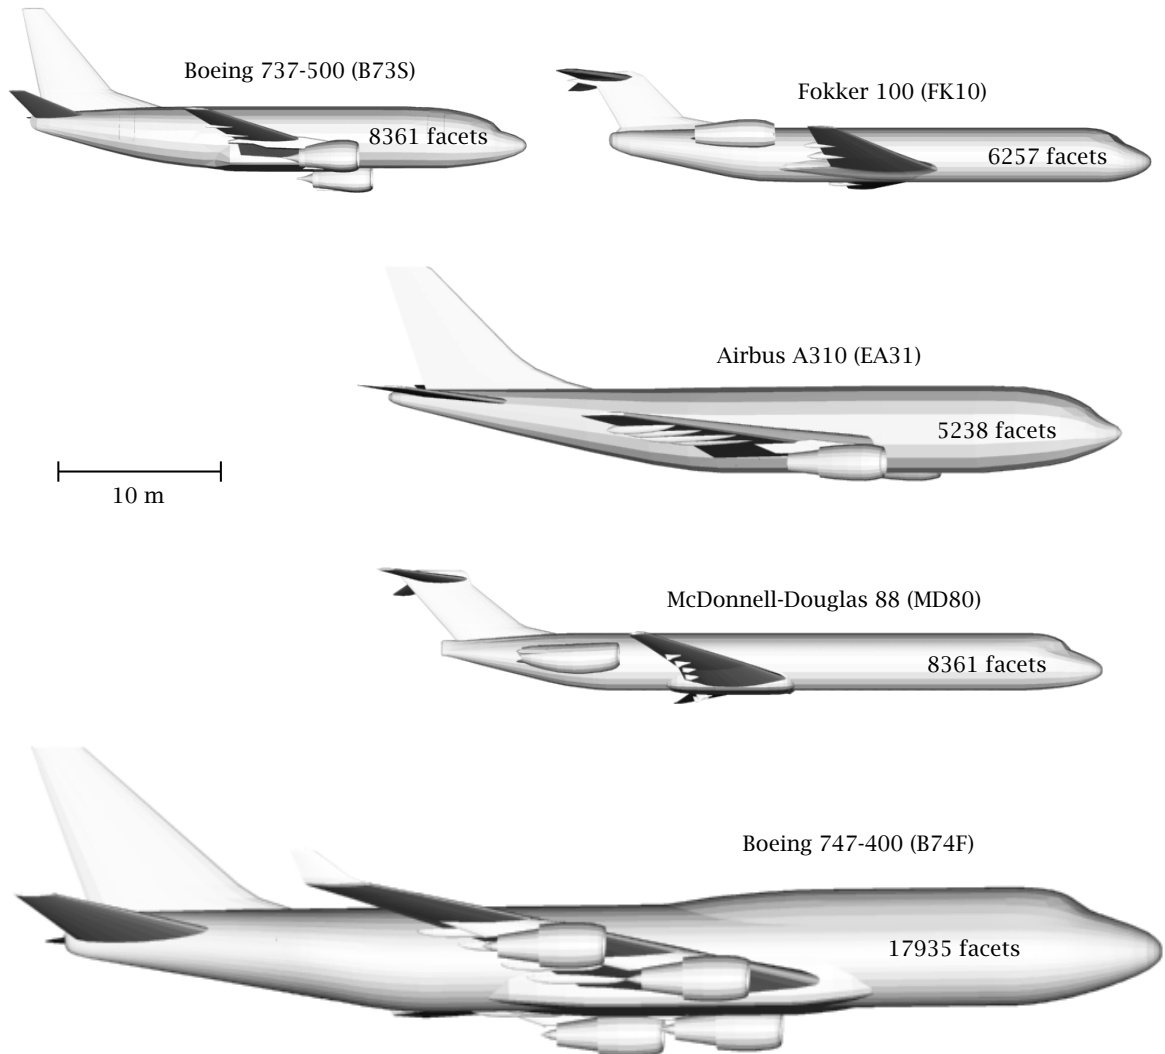 Boeing 737-500 (B73S)
8361 facets
Fokker 100 (FK10)
6257 facets
Airbus A310 (EA31)
5238 facets
10 m
McDonnell-Douglas 88 (MD80)
8361 facets
Boeing 747-400 (B74F)
17935 facets